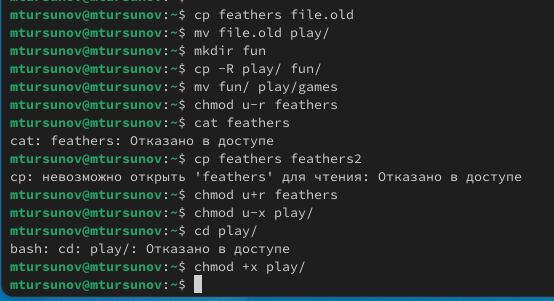 mtursunov@mtursunov:~$ cp feathers file.old
mtursunov@mtursunov:~$ mv file.old play/
mtursunov@mtursunov:~$ mkdir fun
mtursunov@mtursunov:~$ cp -R play/ fun/
mtursunov@mtursunov:~$ mv fun/ play/games
mtursunov@mtursunov:~$ chmod u-r feathers
mtursunov@mtursunov:~$ cat feathers
cat: feathers: Отказано в доступе
mtursunov@mtursunov:~$ cp feathers feathers2
cp: невозможно открыть 'feathers' для чтения: Отказано в доступе
mtursunov@mtursunov:~$ chmod u+r feathers
mtursunov@mtursunov:~$ chmod u-x play/
mtursunov@mtursunov:~$ cd play/
bash: cd: play/: Отказано в доступе
mtursunov@mtursunov:~$ chmod +x play/
mtursunov@mtursunov:~$